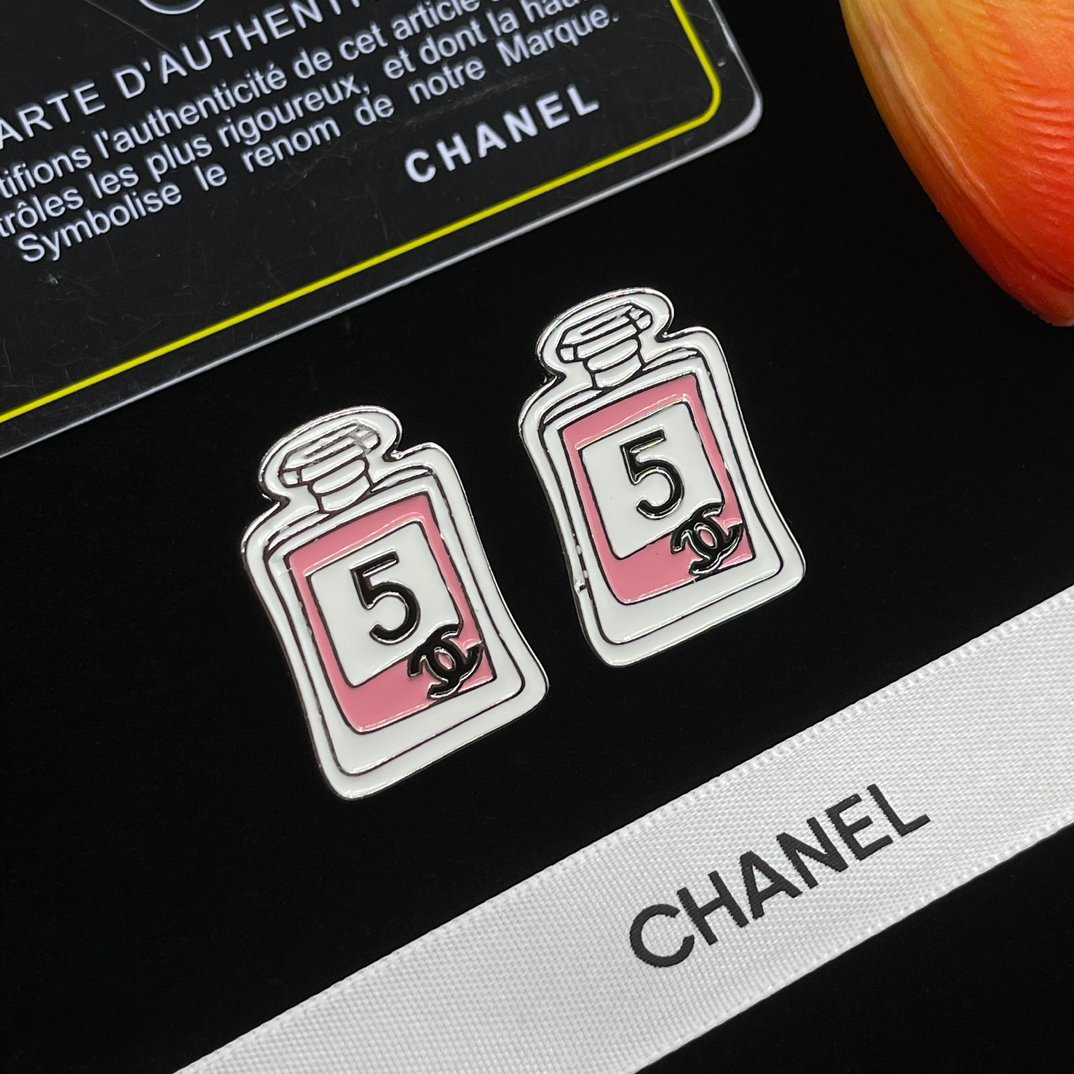 ARTE D'AUTHENTI
tifions l'authenticité de cet article
trôles les plus rigoureux, et dont la hau
Symbolise le renom de notre Marque.
CHANEL
5
5
CHANEL